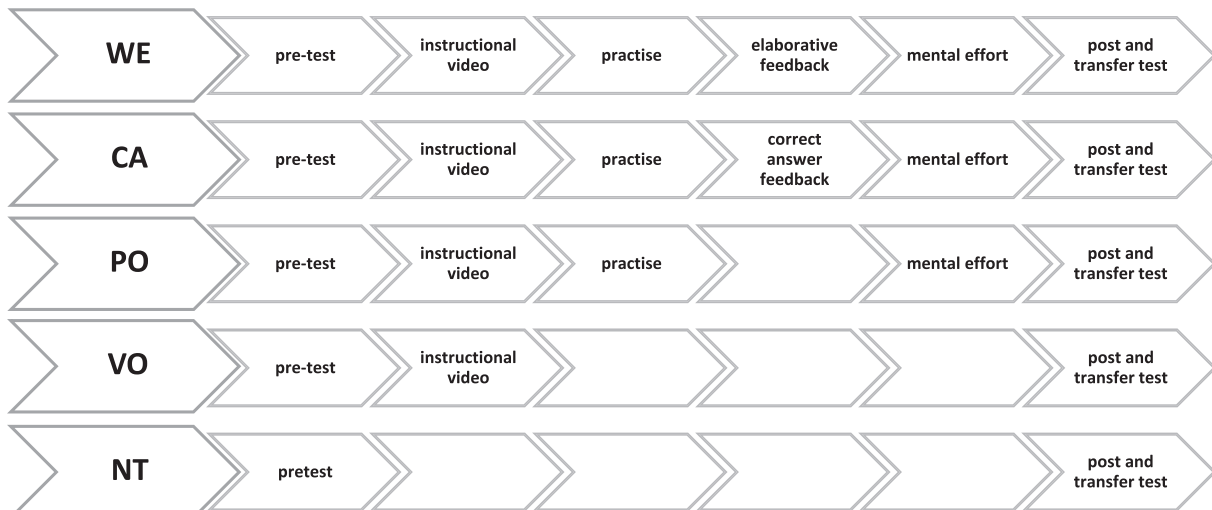 WE
pre-test
instructional
video
practise
elaborative
feedback
mental effort
post and
transfer test
CA
pre-test
instructional
video
practise
correct
answer
feedback
mental effort
post and
transfer test
PO
pre-test
instructional
video
practise
mental effort
post and
transfer test
VO
pre-test
instructional
video
post and
transfer test
NT
pretest
post and
transfer test